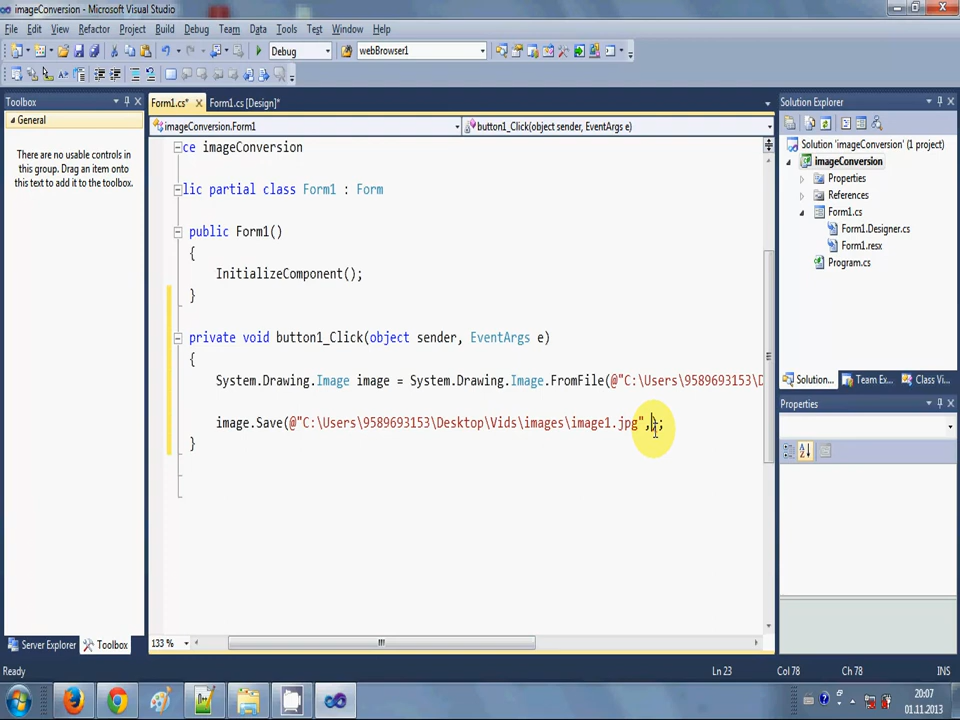 imageConversion - Microsoft Visual Studio
File Edit View Refactor Project Build Debug Team Data Tools Test Window Help
Debug webBrowser1
Toolbox
Form1.cs* Form1.cs [Design]*
Solution Explorer
General
imageConversion.Form1 button1_Click(object sender, EventArgs e)
Solution 'imageConversion' (1 project)
imageConversion
Properties
References
Form1.cs
Form1.Designer.cs
Form1.resx
Program.cs
There are no usable controls in
this group. Drag an item onto
this text to add it to the toolbox.
ce imageConversion
lic partial class Form1 : Form
public Form1()
{
InitializeComponent();
}
private void button1_Click(object sender, EventArgs e)
{
System.Drawing.Image image = System.Drawing.Image.FromFile(@"C:\Users\9589693153\D
image.Save(@"C:\Users\9589693153\Desktop\Vids\images\image1.jpg",);
}
Solution... Team Ex... Class Vi...
Properties
133 %
Server Explorer Toolbox
Ready Ln 23 Col 78 Ch 78 INS
20:07
01.11.2013